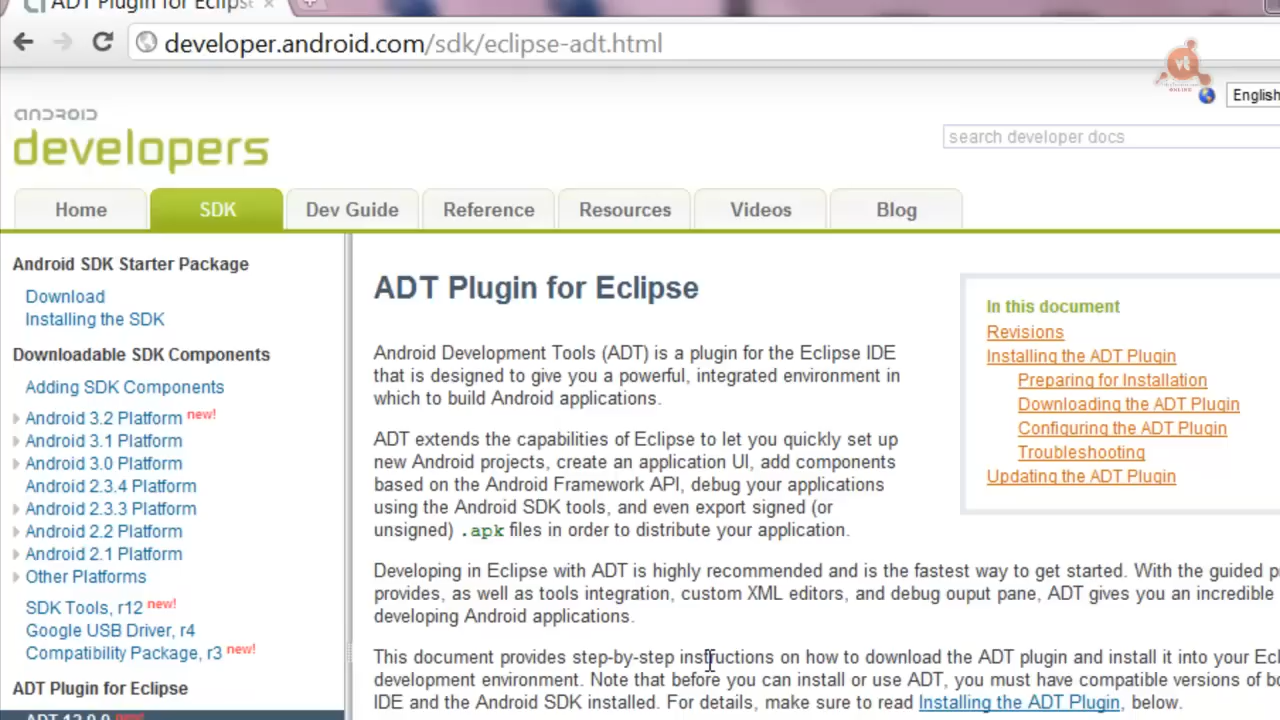 ADT Plugin for Eclips
developer.android.com/sdk/eclipse-adt.html
vt
English
android
developers
search developer docs
Home
SDK
Dev Guide
Reference
Resources
Videos
Blog
Android SDK Starter Package
Download
Installing the SDK
Downloadable SDK Components
Adding SDK Components
Android 3.2 Platform new!
Android 3.1 Platform
Android 3.0 Platform
Android 2.3.4 Platform
Android 2.3.3 Platform
Android 2.2 Platform
Android 2.1 Platform
Other Platforms
SDK Tools, r12 new!
Google USB Driver, r4
Compatibility Package, r3 new!
ADT Plugin for Eclipse
ADT 12.0.0 new!
ADT Plugin for Eclipse
Android Development Tools (ADT) is a plugin for the Eclipse IDE
that is designed to give you a powerful, integrated environment in
which to build Android applications.
ADT extends the capabilities of Eclipse to let you quickly set up
new Android projects, create an application UI, add components
based on the Android Framework API, debug your applications
using the Android SDK tools, and even export signed (or
unsigned) .apk files in order to distribute your application.
Developing in Eclipse with ADT is highly recommended and is the fastest way to get started. With the guided p
provides, as well as tools integration, custom XML editors, and debug ouput pane, ADT gives you an incredible
developing Android applications.
This document provides step-by-step instructions on how to download the ADT plugin and install it into your Ecl
development environment. Note that before you can install or use ADT, you must have compatible versions of bo
IDE and the Android SDK installed. For details, make sure to read Installing the ADT Plugin, below.
In this document
Revisions
Installing the ADT Plugin
Preparing for Installation
Downloading the ADT Plugin
Configuring the ADT Plugin
Troubleshooting
Updating the ADT Plugin